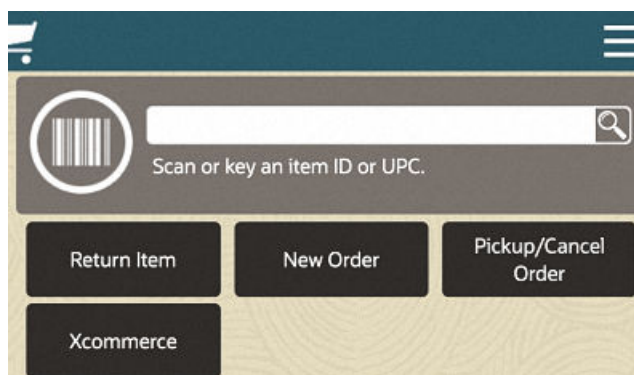 Scan or key an item ID or UPC.
Return Item
New Order
Pickup/Cancel
Order
Xcommerce